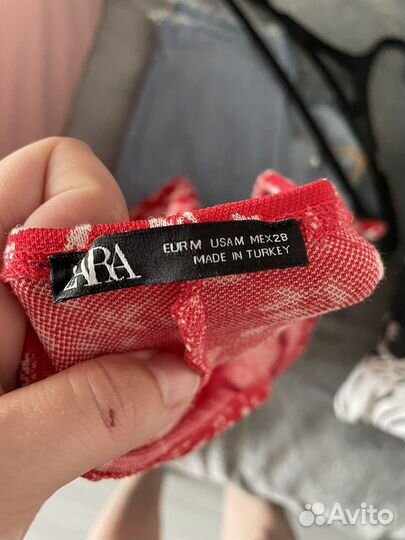 ZARA
EUR M USA M MEX 28
MADE IN TURKEY
Avito